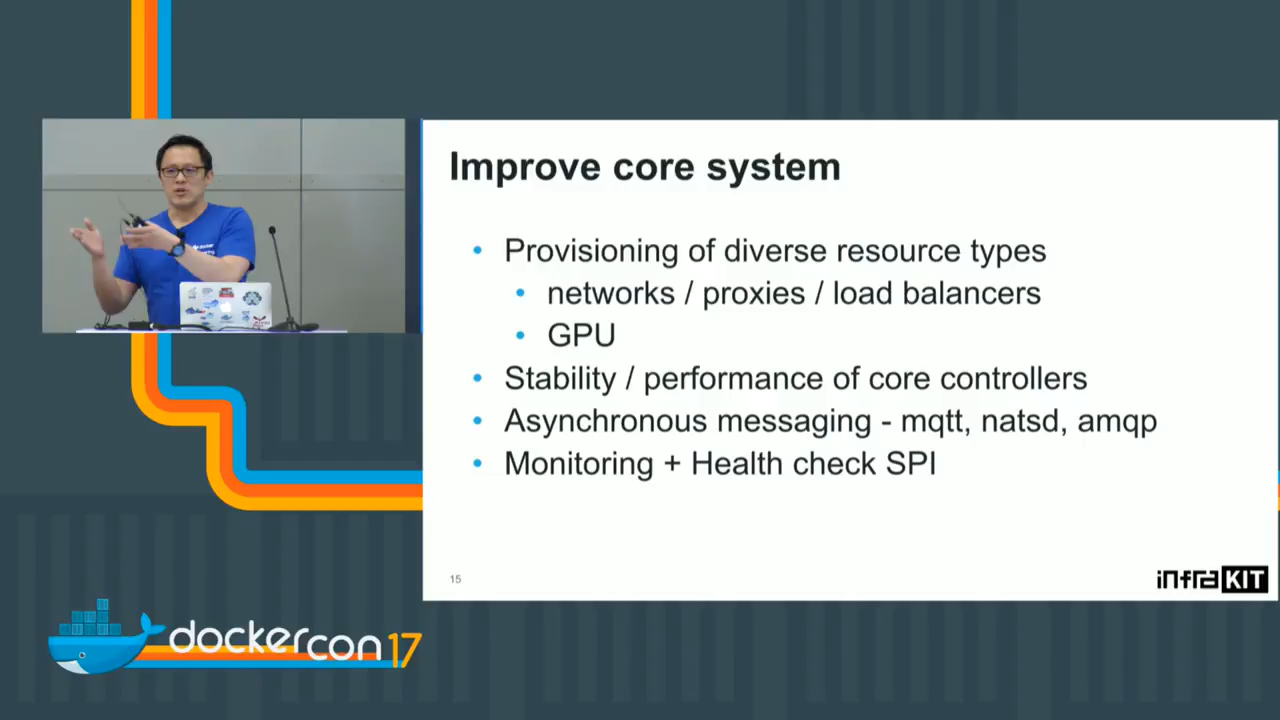 Improve core system
• Provisioning of diverse resource types
• networks / proxies / load balancers
• GPU
• Stability / performance of core controllers
• Asynchronous messaging - mqtt, natsd, amqp
• Monitoring + Health check SPI
15
infraKIT
docker
dockercon17